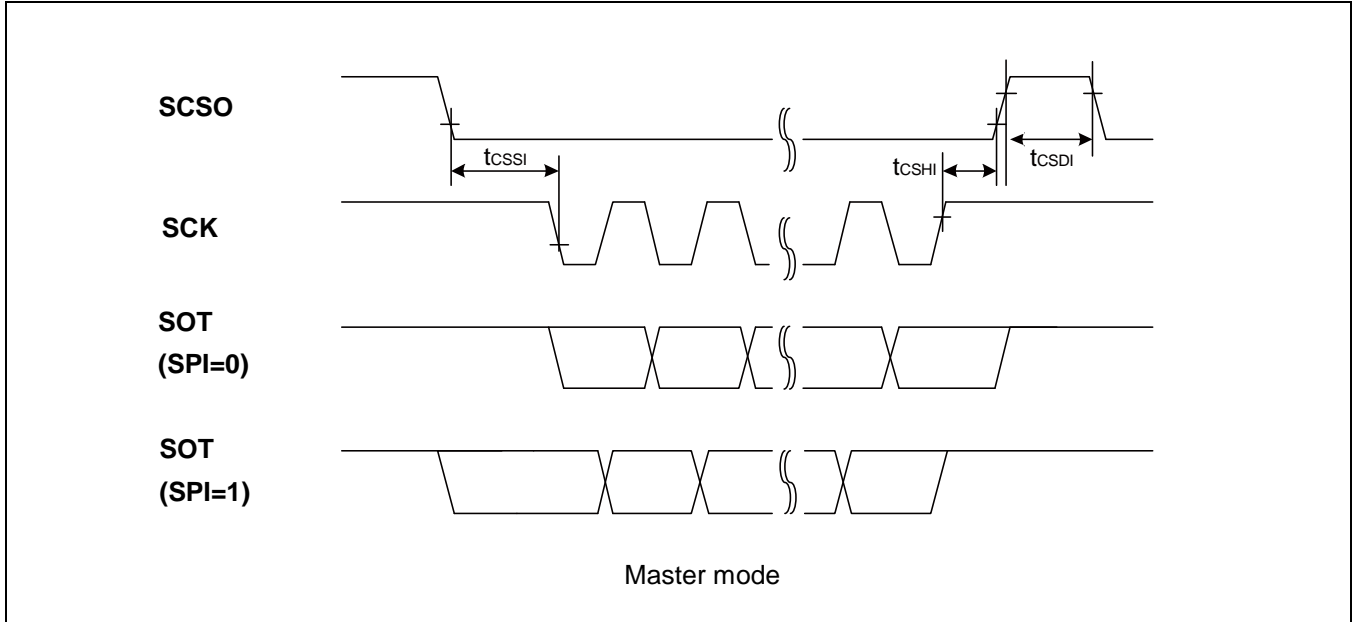 SCSO
tCSSI
tCSHI
tCSDI
SCK
SOT
(SPI=0)
SOT
(SPI=1)
Master mode